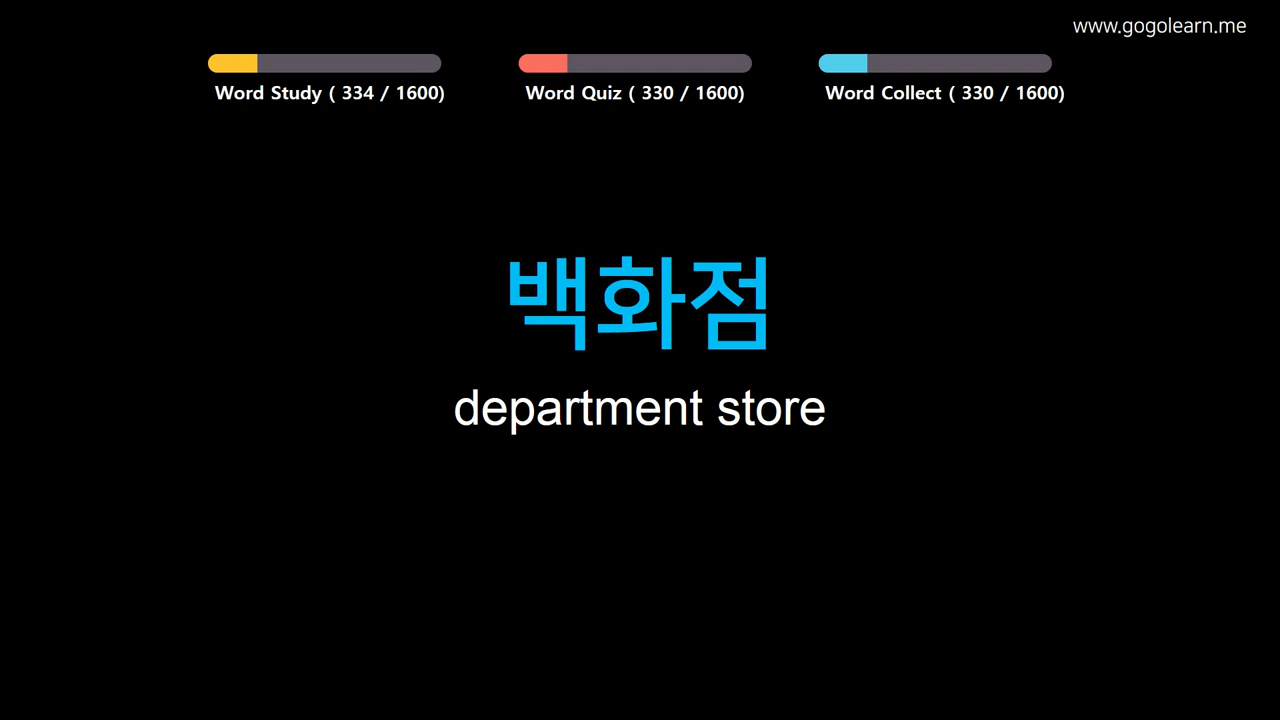 www.gogolearn.me
Word Study ( 334 / 1600)
Word Quiz ( 330 / 1600)
Word Collect ( 330 / 1600)
백화점
department store